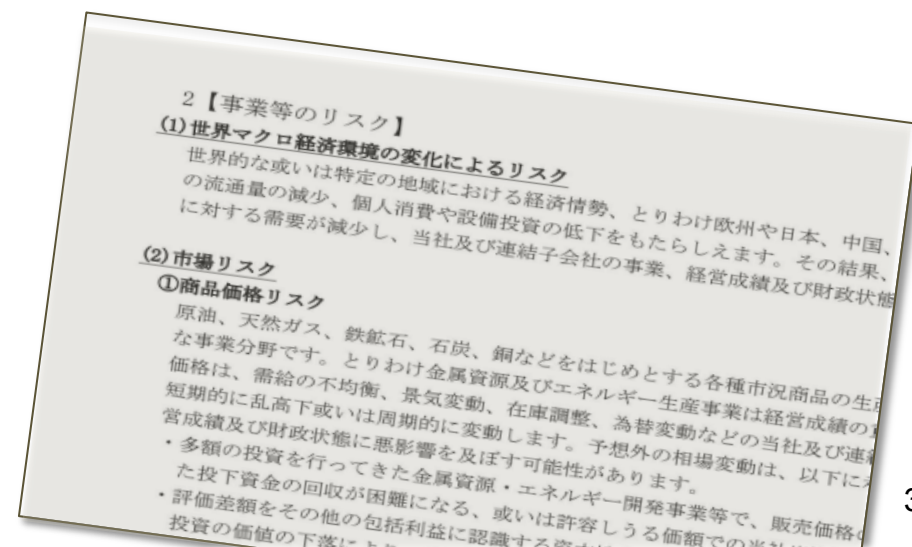 2【事業等のリスク】
(1)世界マクロ経済環境の変化によるリスク
世界的な或いは特定の地域における経済情勢、とりわけ欧州や日本、中国、
の流通量の減少、個人消費や設備投資の低下をもたらしえます。その結果、
に対する需要が減少し、当社及び連結子会社の事業、経営成績及び財政状態
(2)市場リスク
①商品価格リスク
原油、天然ガス、鉄鉱石、石炭、銅などをはじめとする各種市況商品の生産
な事業分野です。とりわけ金属資源及びエネルギー生産事業は経営成績の
価格は、需給の不均衡、景気変動、在庫調整、為替変動などの当社及び連結
短期的に乱高下或いは周期的に変動します。予想外の相場変動は、以下に
営成績及び財政状態に悪影響を及ぼす可能性があります。
・多額の投資を行ってきた金属資源・エネルギー開発事業等で、販売価格の
た投下資金の回収が困難になる、或いは許容しうる価額での当社
・評価差額をその他の包括利益に認識する
投資の価値の下落により
3